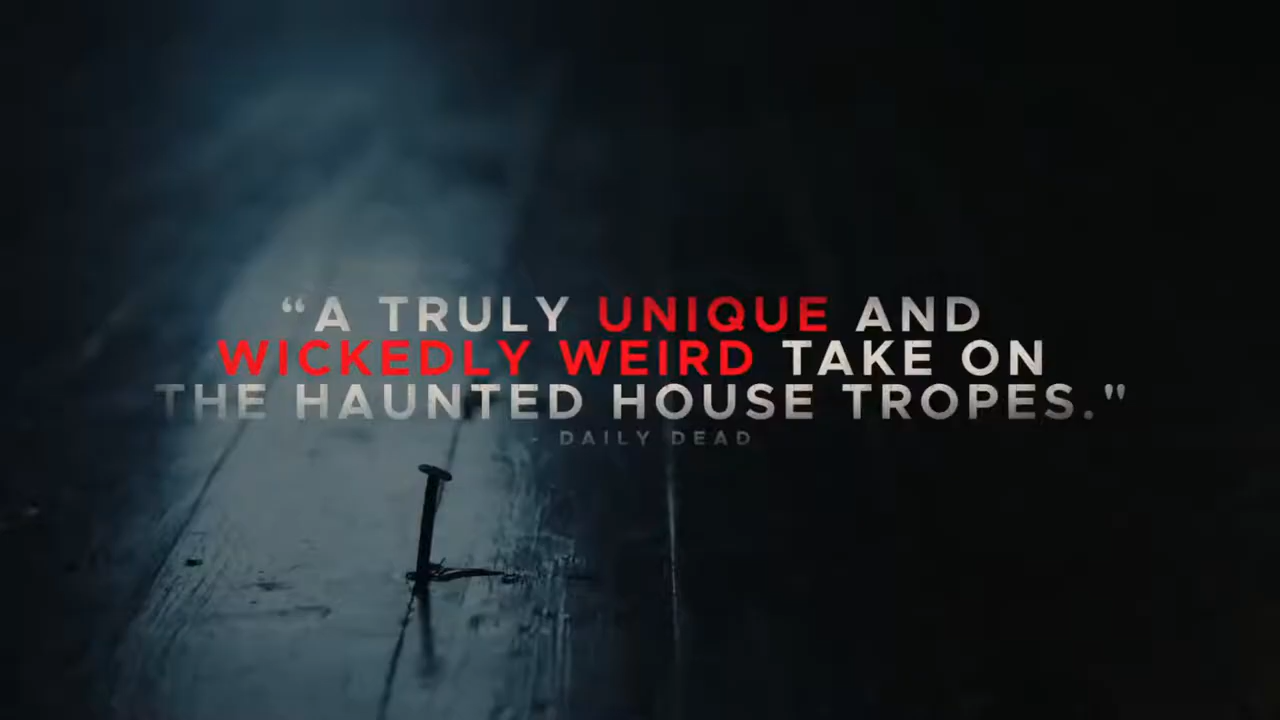 “A TRULY UNIQUE AND
WICKEDLY WEIRD TAKE ON
THE HAUNTED HOUSE TROPES."
- DAILY DEAD